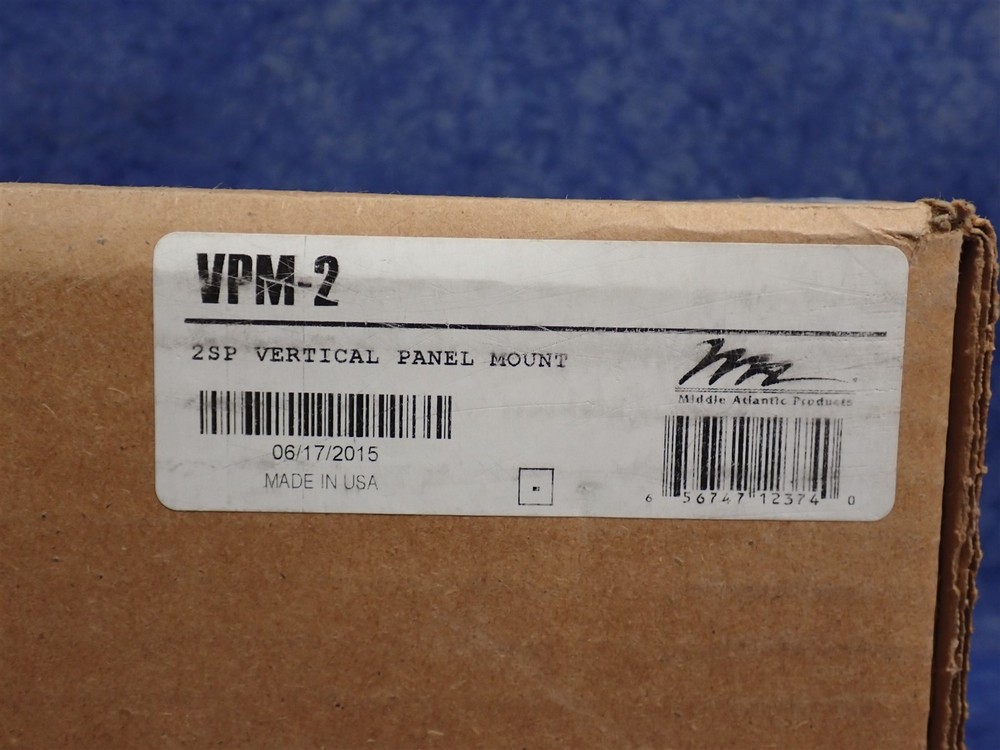 VPM-2
2SP VERTICAL PANEL MOUNT
Middle Atlantic Products
06/17/2015
MADE IN USA
6 56747 12374 0